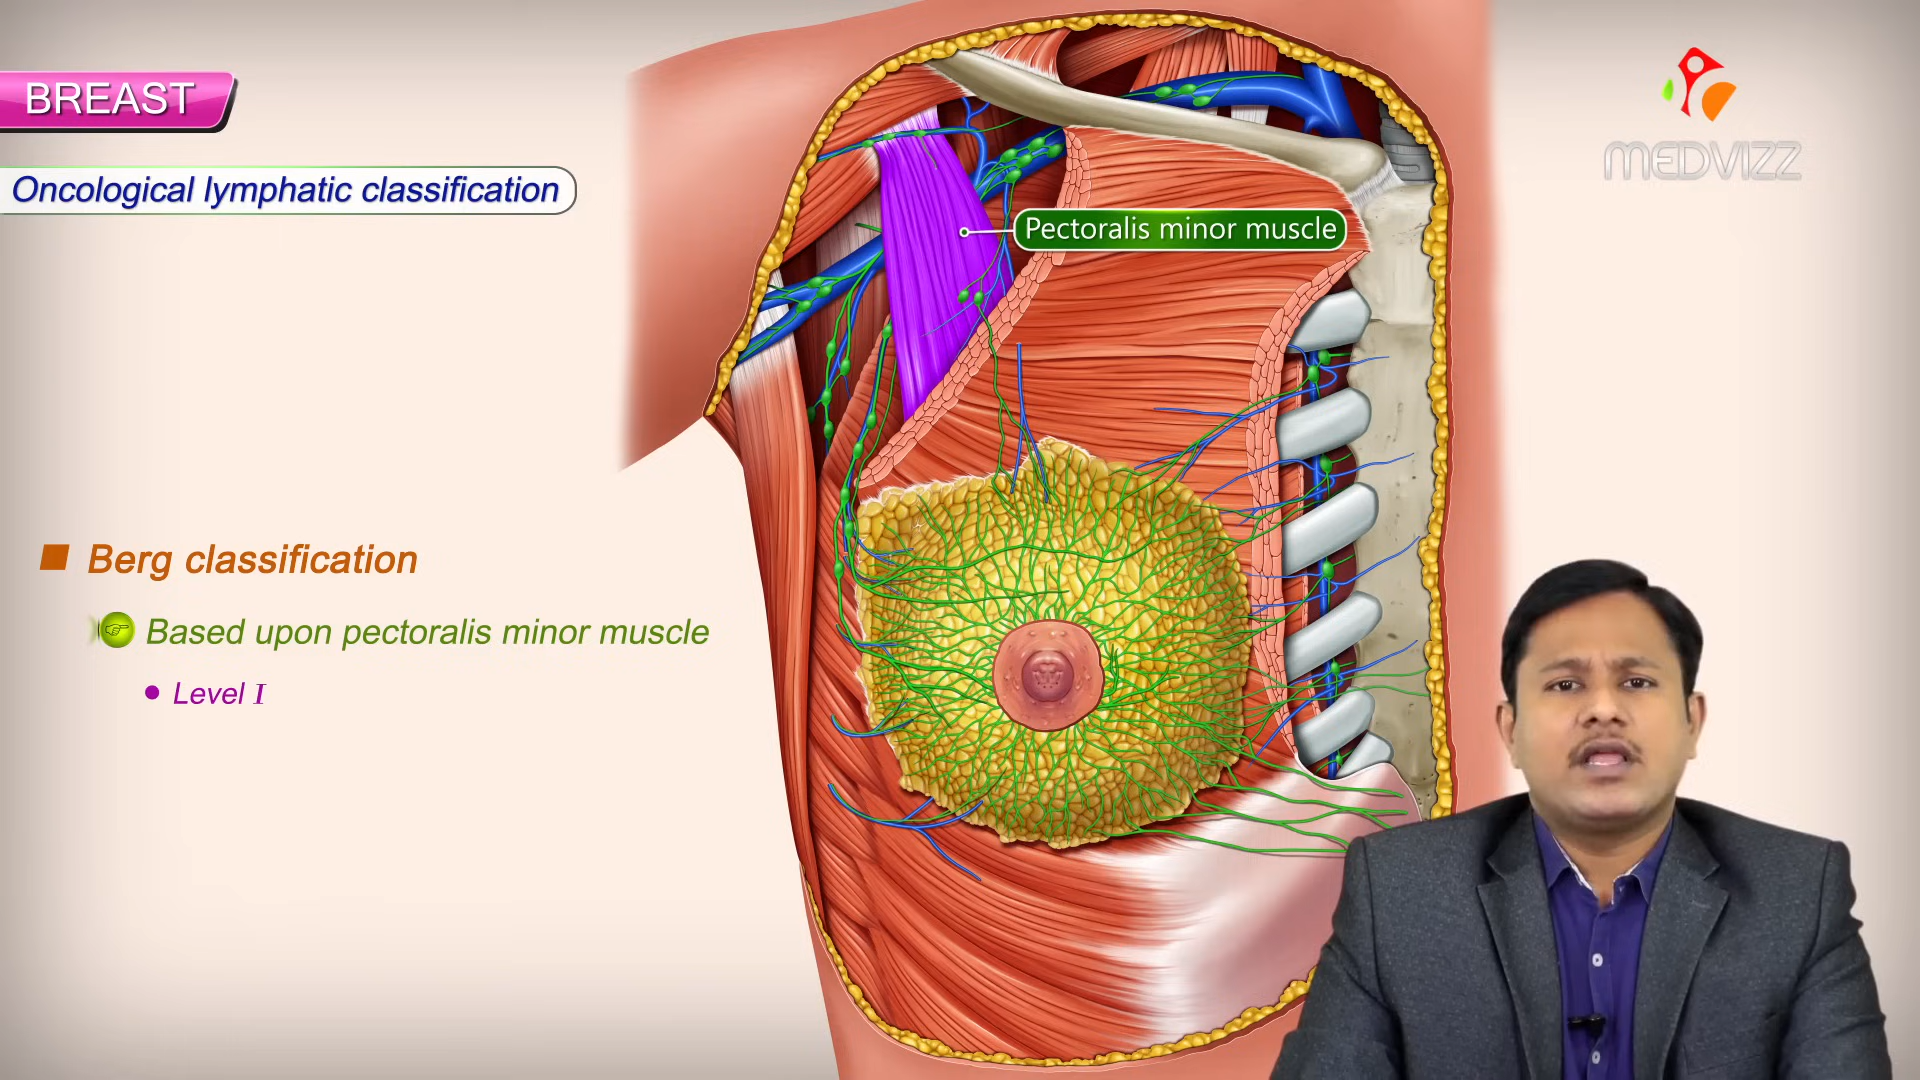 BREAST
MEDVIZZ
Oncological lymphatic classification
Pectoralis minor muscle
Berg classification
Based upon pectoralis minor muscle
Level I